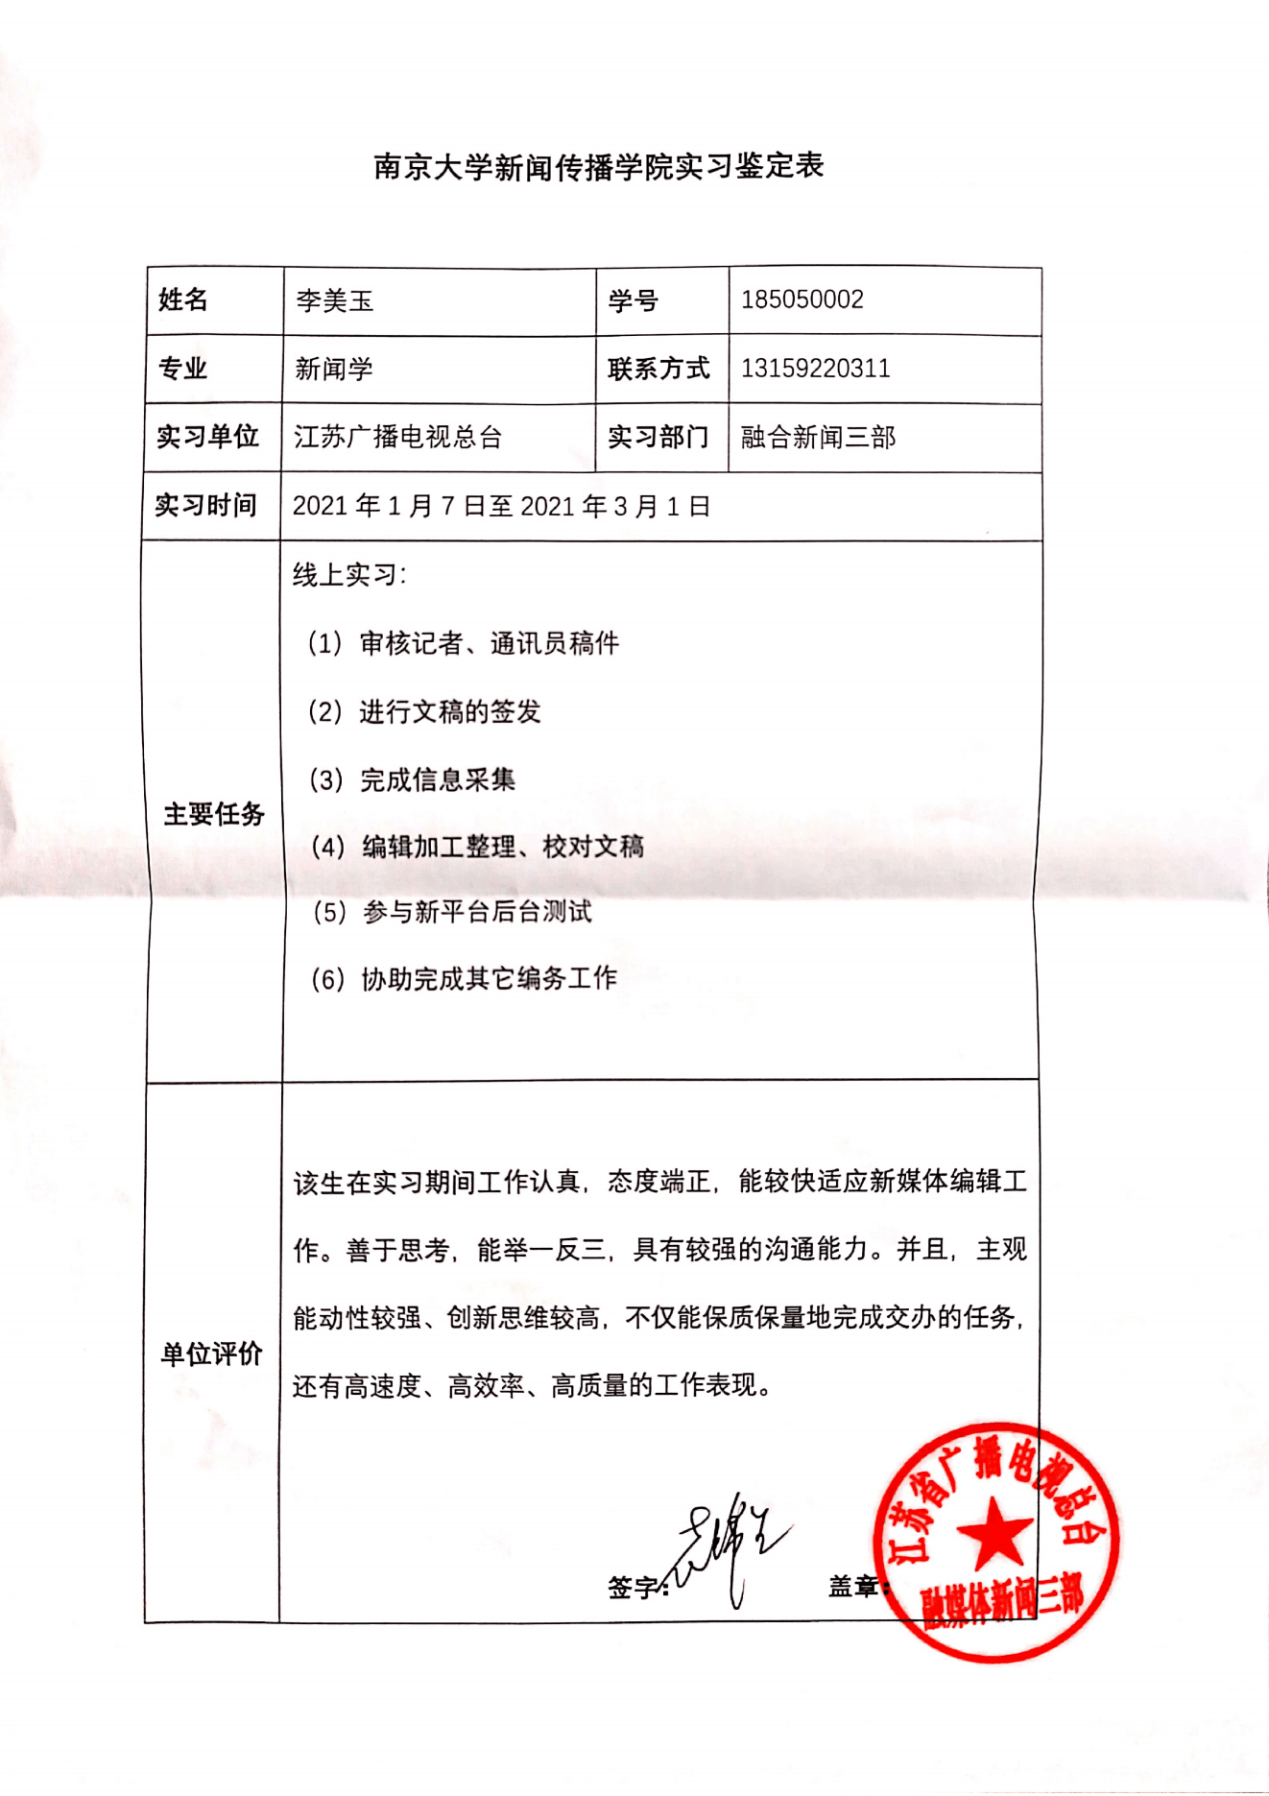 南京大学新闻传播学院实习鉴定表
姓名 李美玉 学号 185050002
专业 新闻学 联系方式 13159220311
实习单位 江苏广播电视总台 实习部门 融合新闻三部
实习时间 2021年1月7日至2021年3月1日
线上实习：
（1）审核记者、通讯员稿件
（2）进行文稿的签发
（3）完成信息采集
主要任务
（4）编辑加工整理、校对文稿
（5）参与新平台后台测试
（6）协助完成其它编务工作
该生在实习期间工作认真，态度端正，能较快适应新媒体编辑工
作。善于思考，能举一反三，具有较强的沟通能力。并且，主观
能动性较强、创新思维较高，不仅能保质保量地完成交办的任务，
单位评价
还有高速度、高效率、高质量的工作表现。
签字： 盖章：
江苏省广播电视总台
融媒体新闻三部